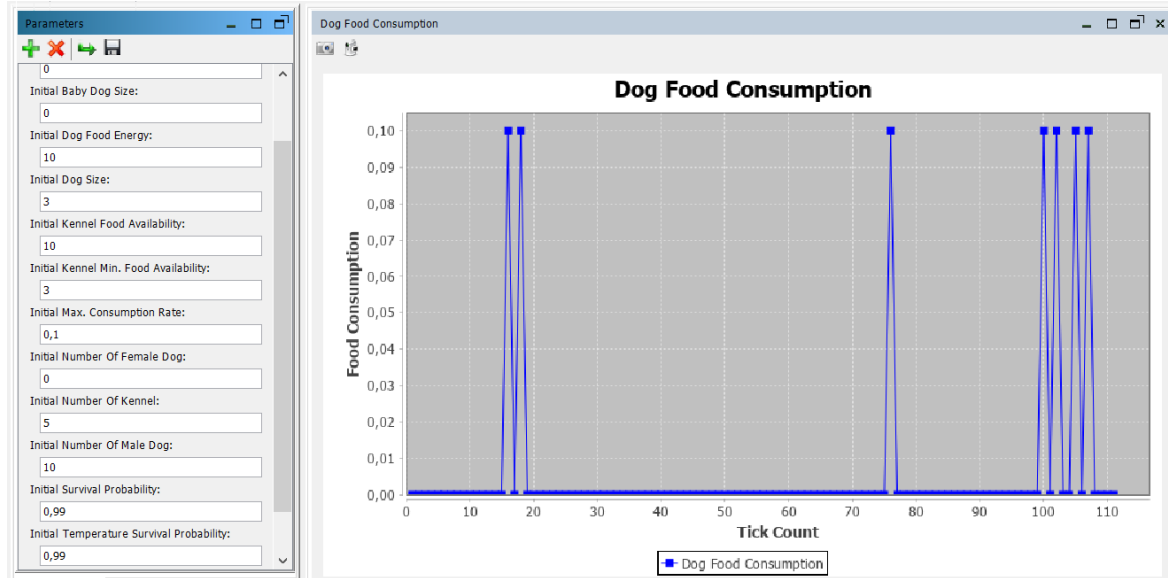 Parameters
0
Initial Baby Dog Size:
0
Initial Dog Food Energy:
10
Initial Dog Size:
3
Initial Kennel Food Availability:
10
Initial Kennel Min. Food Availability:
3
Initial Max. Consumption Rate:
0,1
Initial Number Of Female Dog:
0
Initial Number Of Kennel:
5
Initial Number Of Male Dog:
10
Initial Survival Probability:
0,99
Initial Temperature Survival Probability:
0,99
Dog Food Consumption
Dog Food Consumption
Food Consumption
0,10
0,09
0,08
0,07
0,06
0,05
0,04
0,03
0,02
0,01
0,00
0 10 20 30 40 50 60 70 80 90 100 110
Tick Count
Dog Food Consumption